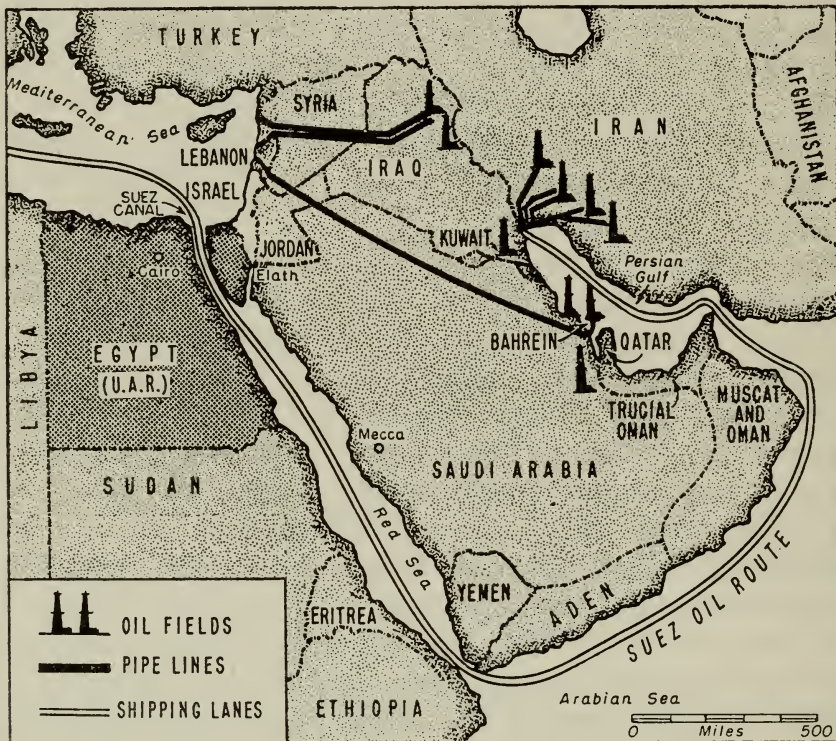 TURKEY
Mediterranean Sea
SYRIA
AFGHANISTAN
IRAN
LEBANON
IRAQ
ISRAEL
SUEZ
CANAL
JORDAN
KUWAIT
Cairo
Elath
Persian
Gulf
LIBYA
EGYPT
(U.A.R.)
BAHREIN
QATAR
TRUCIAL
OMAN
MUSCAT
AND
OMAN
Mecca
SAUDI ARABIA
SUDAN
Red Sea
YEMEN
ADEN
SUEZ OIL ROUTE
ERITREA
ETHIOPIA
Arabian Sea
OIL FIELDS
PIPE LINES
SHIPPING LANES
0 Miles 500